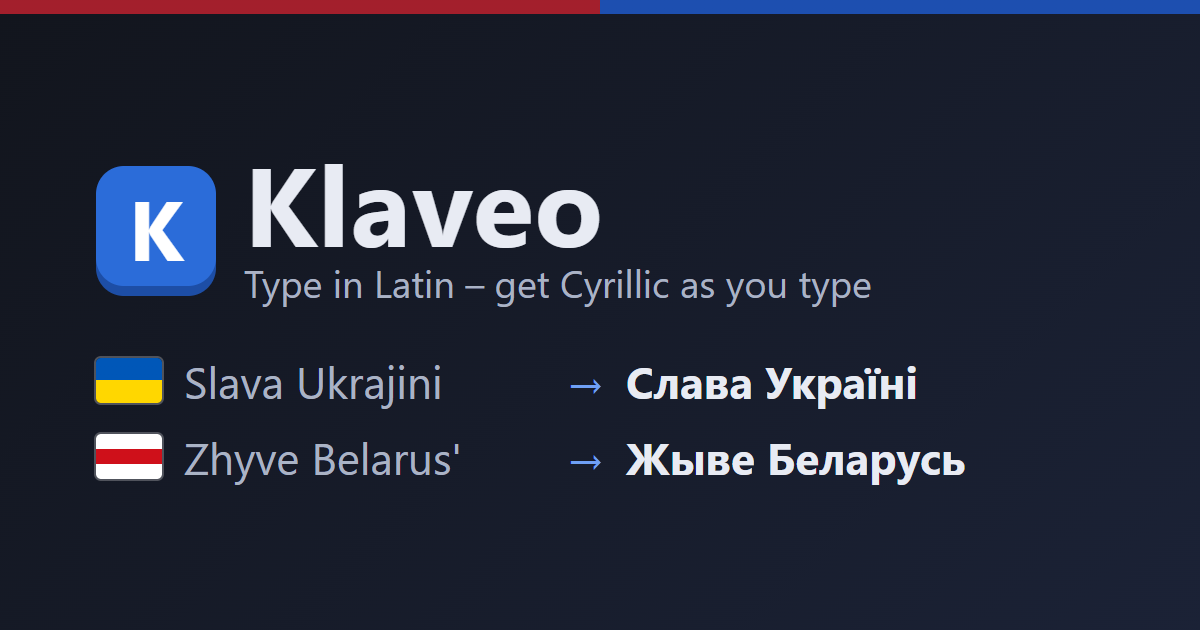 K
Klaveo
Type in Latin – get Cyrillic as you type
Slava Ukrajini → Слава Україні
Zhyve Belarus' → Жыве Беларусь